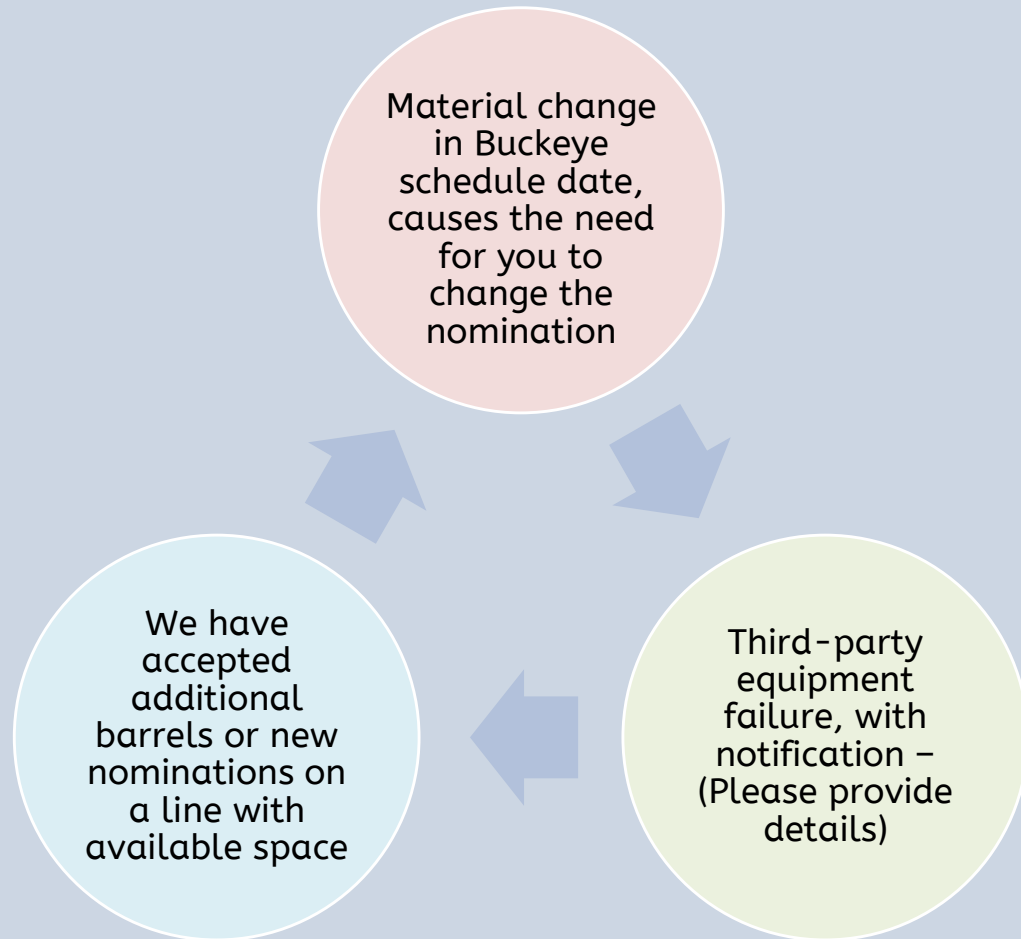 Material change
in Buckeye
schedule date,
causes the need
for you to
change the
nomination
Third-party
equipment
failure, with
notification –
(Please provide
details)
We have
accepted
additional
barrels or new
nominations on
a line with
available space